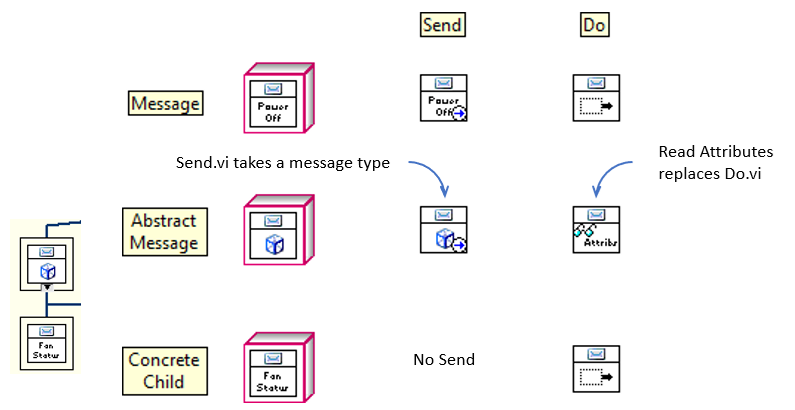 Send
Do
Message
Power
Off
Power
Off
Send.vi takes a message type
Read Attributes
replaces Do.vi
Abstract
Message
Attribs
Concrete
Child
Fan
Status
Fan
Status
No Send